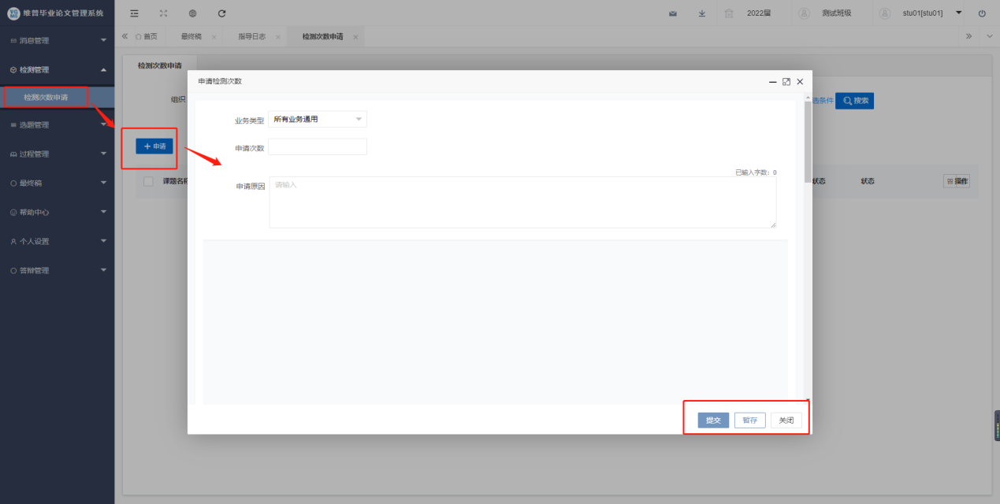 维普毕业论文管理系统
2022届
测试班级
stu01[stu01]
首页
最终稿
指导日志
检测次数申请
消息管理
检测管理
检测次数申请
选题管理
过程管理
最终稿
帮助中心
个人设置
答辩管理
检测次数申请
组织
选条件
搜索
申请
课题名称
状态
状态
操作
申请检测次数
业务类型
所有业务通用
申请次数
已输入字数: 0
申请原因
请输入
提交
暂存
关闭